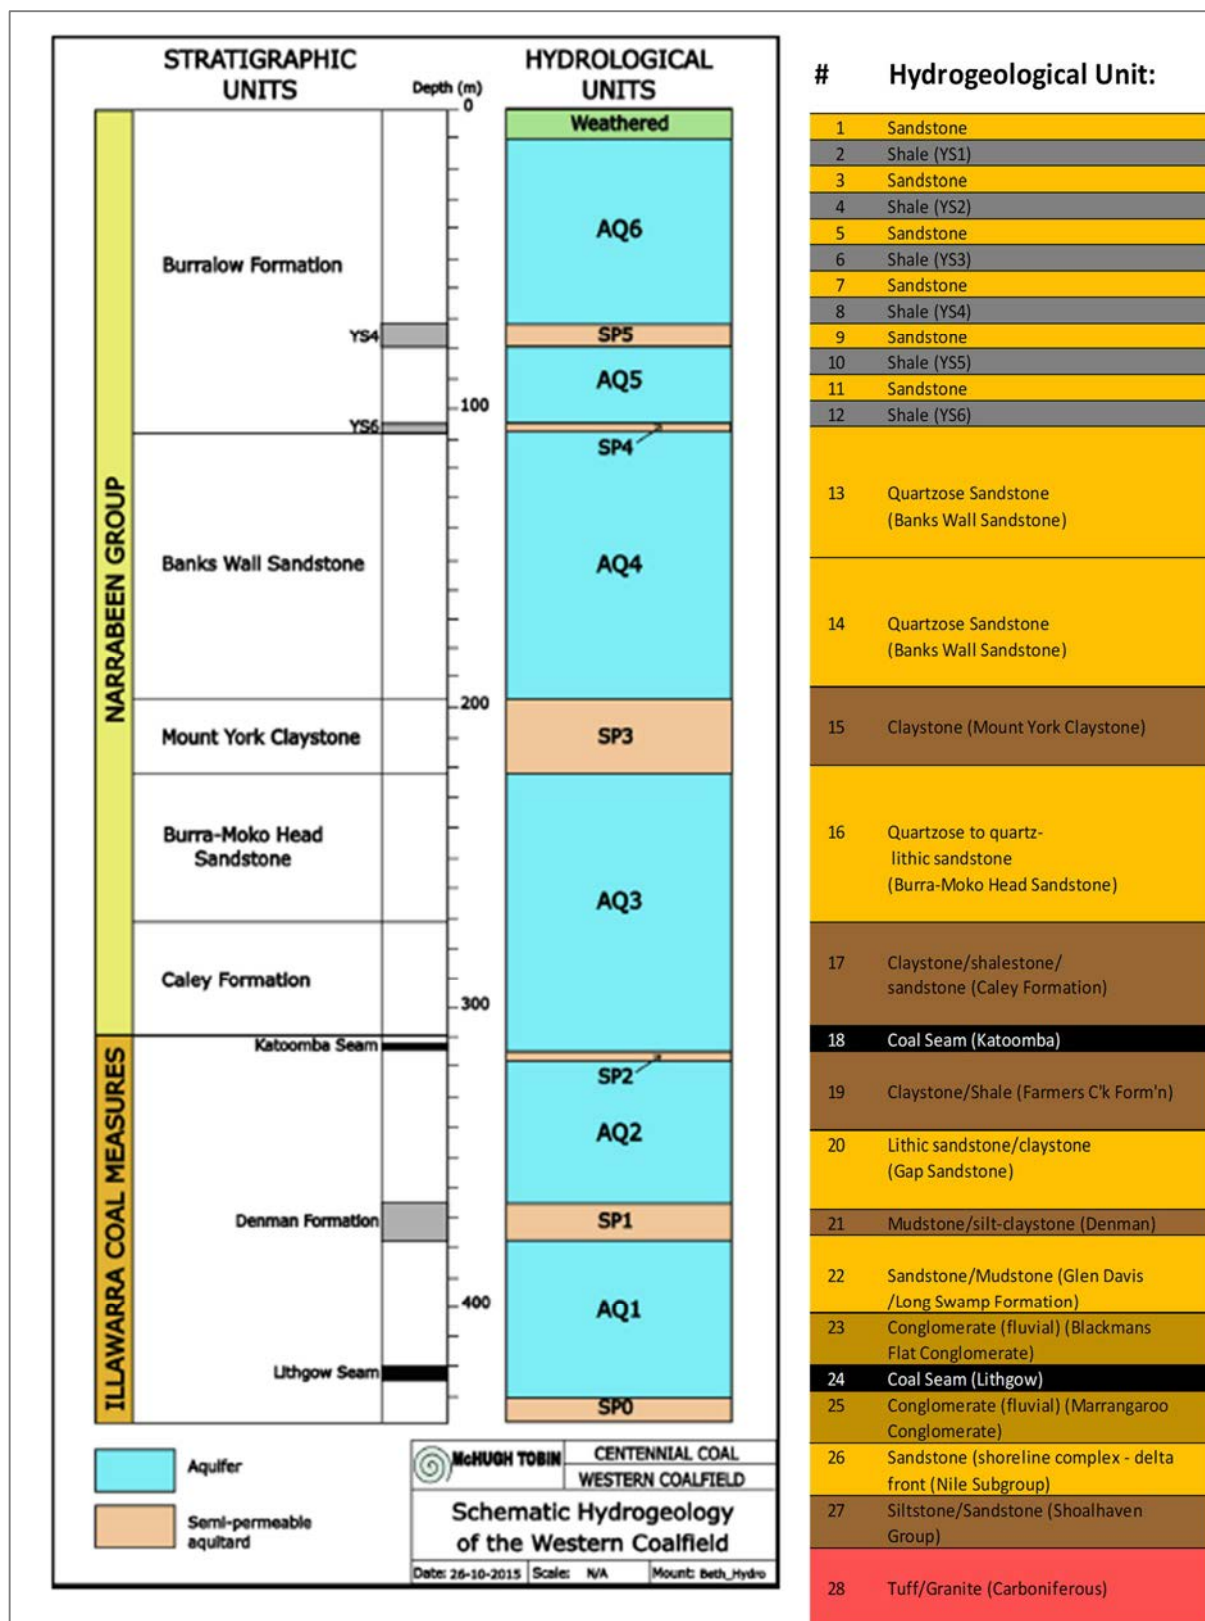 STRATIGRAPHIC
UNITS
Depth (m)
HYDROLOGICAL
UNITS
0
100
200
300
400
NARRABEEN GROUP
ILLAWARRA COAL MEASURES
Burralow Formation
YS4
YS6
Banks Wall Sandstone
Mount York Claystone
Burra-Moko Head
Sandstone
Caley Formation
Katoomba Seam
Denman Formation
Lithgow Seam
Weathered
AQ6
SP5
AQ5
SP4
AQ4
SP3
AQ3
SP2
AQ2
SP1
AQ1
SP0
Aquifer
Semi-permeable
aquitard
McHUGH TOBIN
CENTENNIAL COAL
WESTERN COALFIELD
Schematic Hydrogeology
of the Western Coalfield
Date: 26-10-2015 Scale: N/A Mount: Beth_Hydro
# Hydrogeological Unit:
1 Sandstone
2 Shale (YS1)
3 Sandstone
4 Shale (YS2)
5 Sandstone
6 Shale (YS3)
7 Sandstone
8 Shale (YS4)
9 Sandstone
10 Shale (YS5)
11 Sandstone
12 Shale (YS6)
13 Quartzose Sandstone
(Banks Wall Sandstone)
14 Quartzose Sandstone
(Banks Wall Sandstone)
15 Claystone (Mount York Claystone)
16 Quartzose to quartz-
lithic sandstone
(Burra-Moko Head Sandstone)
17 Claystone/shalestone/
sandstone (Caley Formation)
18 Coal Seam (Katoomba)
19 Claystone/Shale (Farmers C'k Form'n)
20 Lithic sandstone/claystone
(Gap Sandstone)
21 Mudstone/silt-claystone (Denman)
22 Sandstone/Mudstone (Glen Davis
/Long Swamp Formation)
23 Conglomerate (fluvial) (Blackmans
Flat Conglomerate)
24 Coal Seam (Lithgow)
25 Conglomerate (fluvial) (Marrangaroo
Conglomerate)
26 Sandstone (shoreline complex - delta
front (Nile Subgroup)
27 Siltstone/Sandstone (Shoalhaven
Group)
28 Tuff/Granite (Carboniferous)